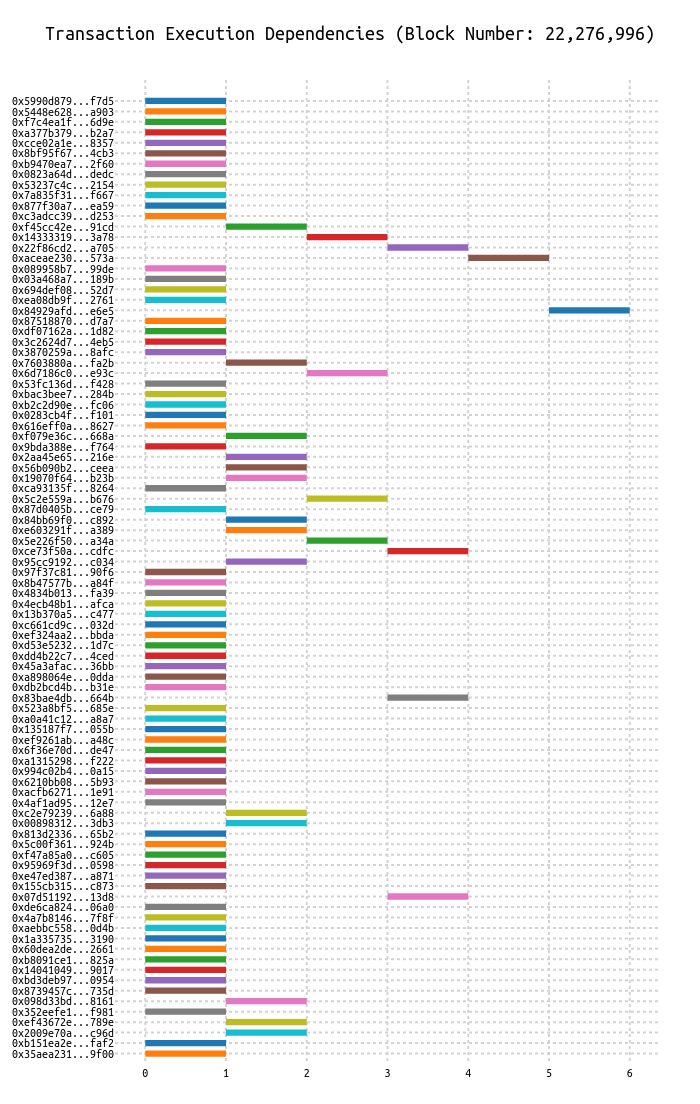 Transaction Execution Dependencies (Block Number: 22,276,996)
0x5990d879...f7d5
0x5448e628...a903
0xf7c4ea1f...6d9e
0xa377b379...b2a7
0xcce02a1e...8357
0x8bf95f67...4cb3
0xb9470ea7...2f60
0x0823a64d...dedc
0x53237c4c...2154
0x7a835f31...f667
0x877f30a7...ea59
0xc3adcc39...d253
0xf45cc42e...91cd
0x14333319...3a78
0x22f86cd2...a705
0xaceae230...573a
0x089958b7...99de
0x03a468a7...189b
0x694def08...52d7
0xea08db9f...2761
0x84929afd...e6e5
0x87518870...d7a7
0xdf07162a...1d82
0x3c2624d7...4eb5
0x3870259a...8afc
0x7603880a...fa2b
0x6d7186c0...e93c
0x53fc136d...f428
0xbac3bee7...284b
0xb2c2d90e...fc06
0x0283cb4f...f101
0x616eff0a...8627
0xf079e36c...668a
0x9bda388e...f764
0x2aa45e65...216e
0x56b090b2...ceea
0x19070f64...b23b
0xca93135f...8264
0x5c2e559a...b676
0x87d0405b...ce79
0x84bb69f0...c892
0xe603291f...a389
0x5e226f50...a34a
0xce73f50a...cdfc
0x95cc9192...c034
0x97f37c81...90f6
0x8b47577b...a84f
0x4834b013...fa39
0x4ecb48b1...afca
0x13b370a5...c477
0xc661cd9c...032d
0xef324aa2...bbda
0xd53e5232...1d7c
0xdd4b22c7...4ced
0x45a3afac...36bb
0xa898064e...0dda
0xdb2bcd4b...b31e
0x83bae4db...664b
0x523a8bf5...685e
0xa0a41c12...a8a7
0x135187f7...055b
0xef9261ab...a48c
0x6f36e70d...de47
0xa1315298...f222
0x994c02b4...0a15
0x6210bb08...5b93
0xacfb6271...1e91
0x4af1ad95...12e7
0xc2e79239...6a88
0x00898312...3db3
0x813d2336...65b2
0x5c00f361...924b
0xf47a85a0...c605
0x95969f3d...0598
0xe47ed387...a871
0x155cb315...c873
0x07d51192...13d8
0xde6ca824...06a0
0x4a7b8146...7f8f
0xaebbc558...0d4b
0x1a335735...3190
0x60dea2de...2661
0xb8091ce1...825a
0x14041049...9017
0xbd3deb97...0954
0x8739457c...735d
0x098d33bd...8161
0x352eefe1...f981
0xef43672e...789e
0x2009e70a...c96d
0xb151ea2e...faf2
0x35aea231...9f00
0 1 2 3 4 5 6